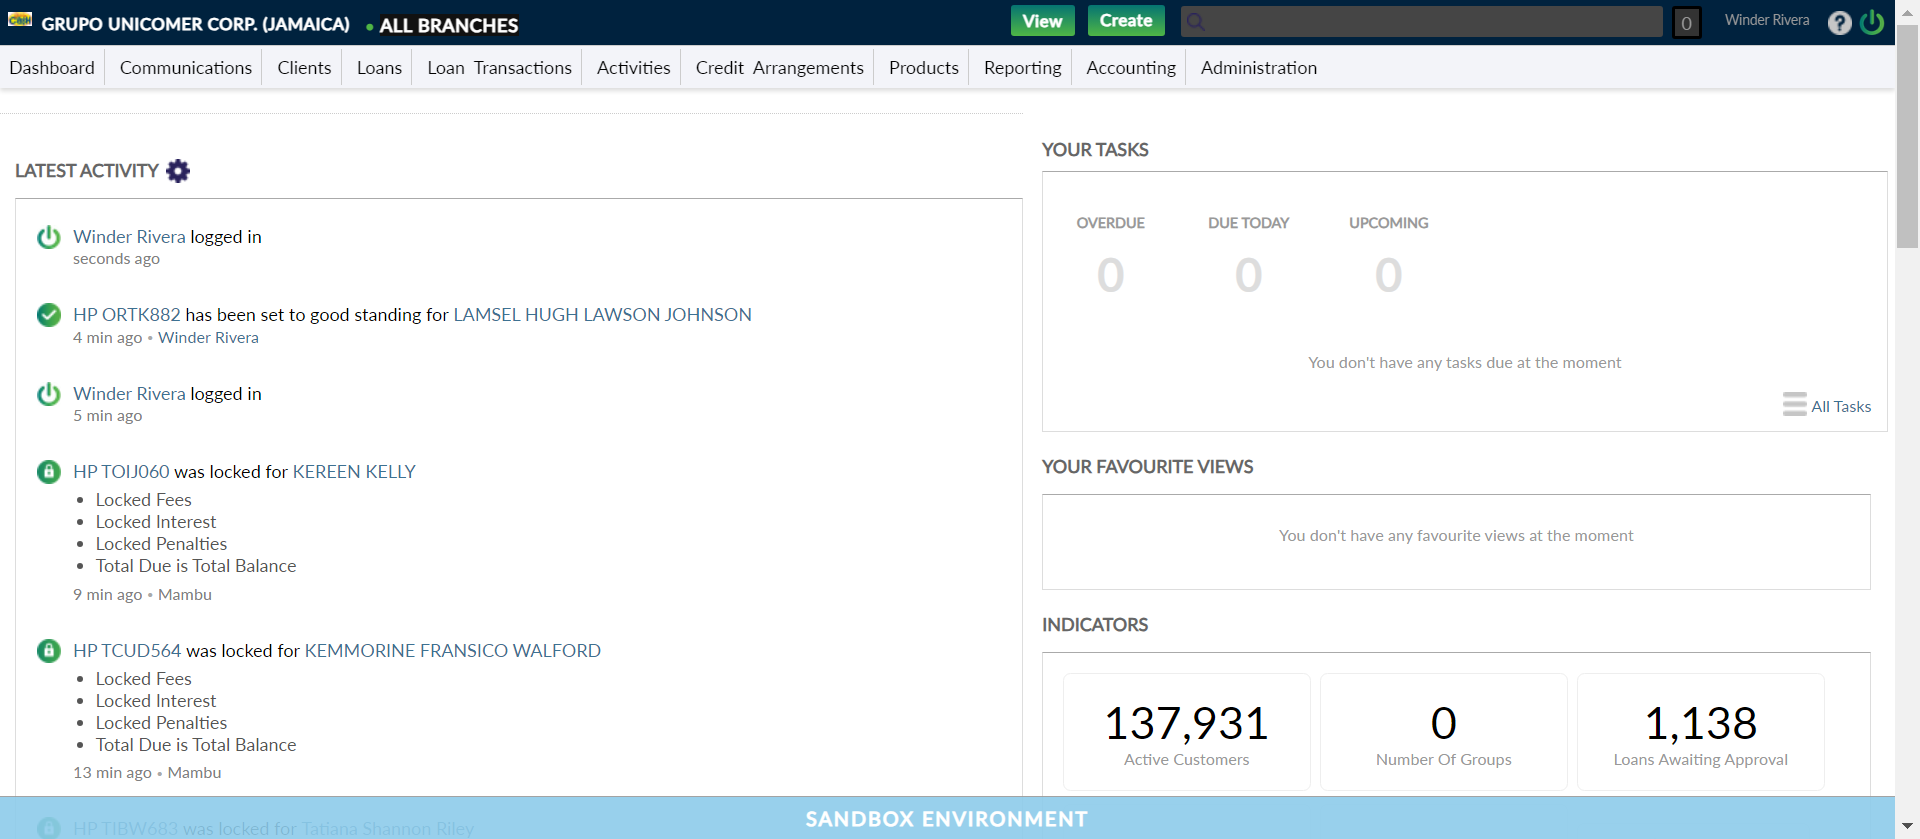 GRUPO UNICOMER CORP. (JAMAICA) • ALL BRANCHES
View Create 0 Winder Rivera ?
Dashboard Communications Clients Loans Loan Transactions Activities Credit Arrangements Products Reporting Accounting Administration
LATEST ACTIVITY
Winder Rivera logged in
seconds ago
HP ORTK882 has been set to good standing for LAMSEL HUGH LAWSON JOHNSON
4 min ago • Winder Rivera
Winder Rivera logged in
5 min ago
HP TOIJ060 was locked for KEREEN KELLY
• Locked Fees
• Locked Interest
• Locked Penalties
• Total Due is Total Balance
9 min ago • Mambu
HP TCUD564 was locked for KEMMORINE FRANSICO WALFORD
• Locked Fees
• Locked Interest
• Locked Penalties
• Total Due is Total Balance
13 min ago • Mambu
HP TIBW683 was locked for Tatiana Shannon Riley
YOUR TASKS
OVERDUE DUE TODAY UPCOMING
0 0 0
You don't have any tasks due at the moment
All Tasks
YOUR FAVOURITE VIEWS
You don't have any favourite views at the moment
INDICATORS
137,931 0 1,138
Active Customers Number Of Groups Loans Awaiting Approval
SANDBOX ENVIRONMENT